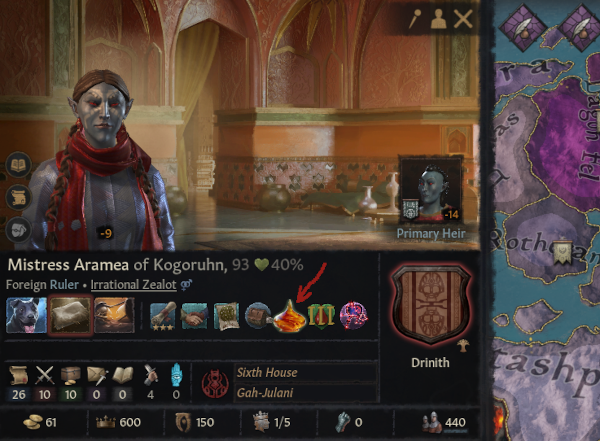 -9
-14
Primary Heir
Mistress Aramea of Kogoruhn, 93 40%
Foreign Ruler • Irrational Zealot
Drinith
26 10 10 0 0 4 0
Sixth House
Gah-Julani
61 600 150 1/5 0 440